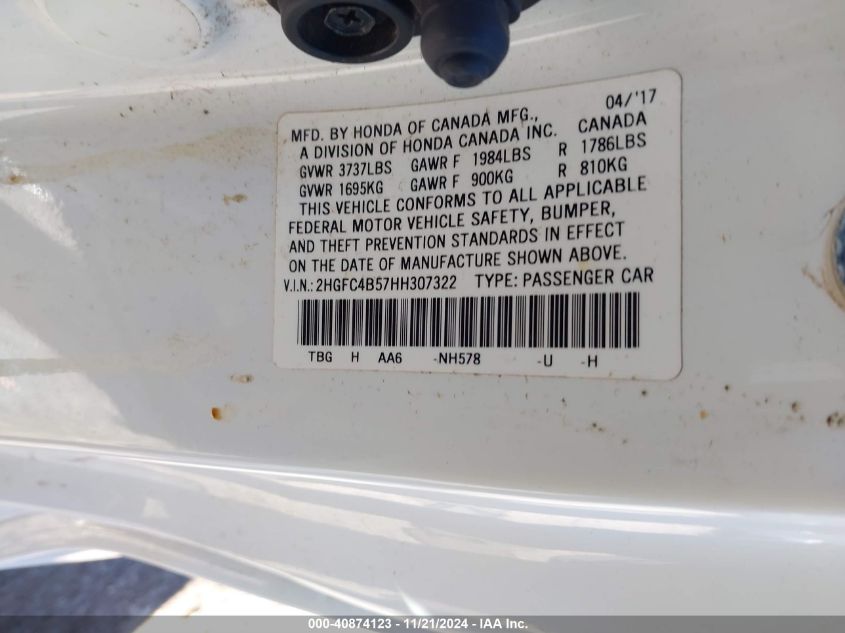 04/'17
MFD. BY HONDA OF CANADA MFG.,
A DIVISION OF HONDA CANADA INC. CANADA
GVWR 3737LBS GAWR F 1984LBS R 1786LBS
GVWR 1695KG GAWR F 900KG R 810KG
THIS VEHICLE CONFORMS TO ALL APPLICABLE
FEDERAL MOTOR VEHICLE SAFETY, BUMPER,
AND THEFT PREVENTION STANDARDS IN EFFECT
ON THE DATE OF MANUFACTURE SHOWN ABOVE.
V.I.N.: 2HGFC4B57HH307322 TYPE: PASSENGER CAR
TBG H AA6 -NH578 -U -H
000-40874123 - 11/21/2024 - IAAI.COM